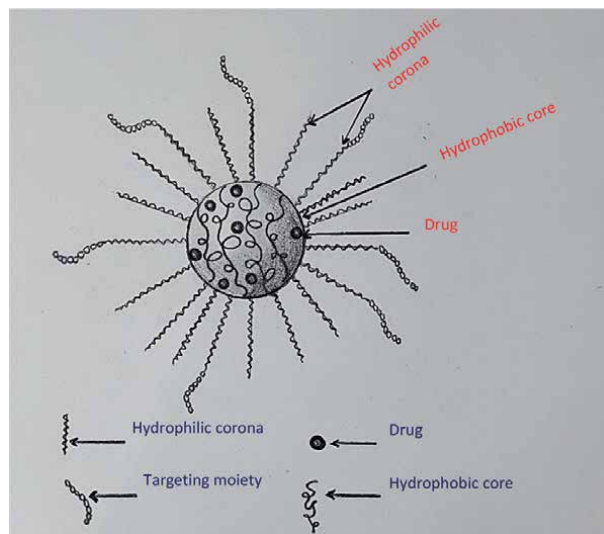 Hydrophilic
corona
Hydrophobic core
Drug
Hydrophilic corona
Drug
Targeting moiety
Hydrophobic core